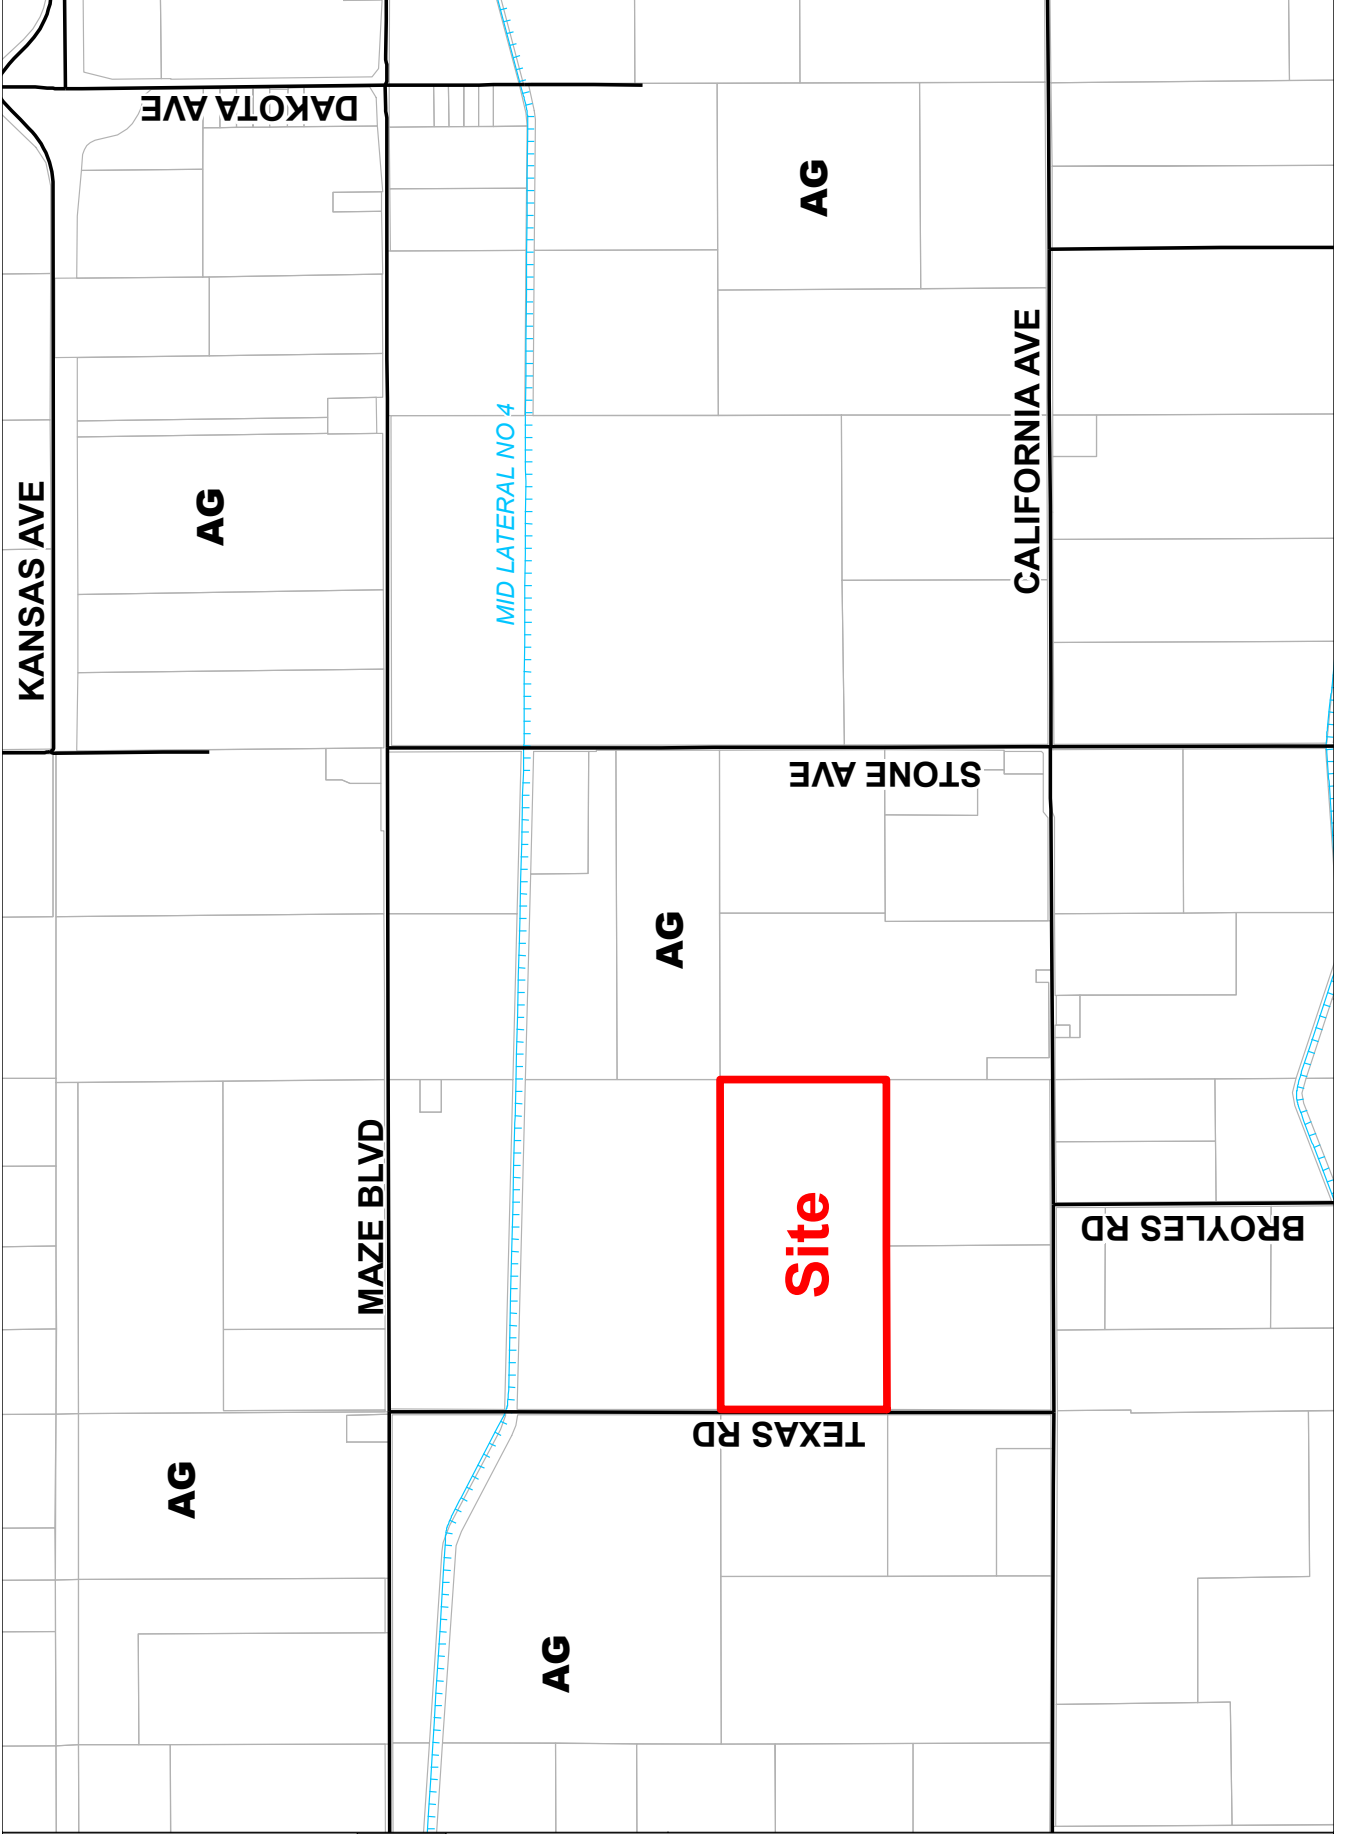 DAKOTA AVE
AG
CALIFORNIA AVE
MID LATERAL NO 4
KANSAS AVE
AG
STONE AVE
AG
MAZE BLVD
Site
BROYLES RD
TEXAS RD
AG
AG